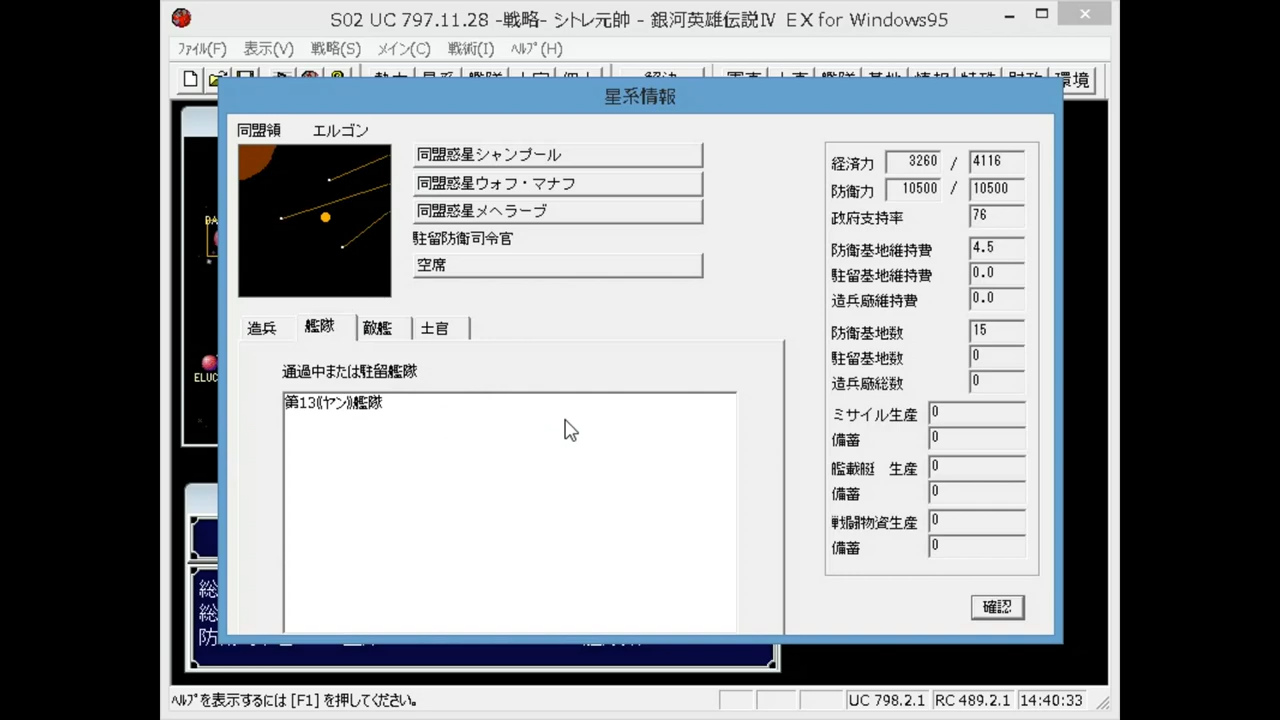 S02 UC 797.11.28 -戦略- シトレ元帥 - 銀河英雄伝説Ⅳ EX for Windows95
ﾌｧｲﾙ(F) 表示(V) 戦略(S) メイン(C) 戦術(I) ﾍﾙﾌﾟ(H)
環境
星系情報
同盟領 エルゴン
同盟惑星シャンプール
同盟惑星ウォフ・マナフ
同盟惑星メヘラーブ
駐留防衛司令官
空席
経済力 3260 / 4116
防衛力 10500 / 10500
政府支持率 76
防衛基地維持費 4.5
駐留基地維持費 0.0
造兵廠維持費 0.0
防衛基地数 15
駐留基地数 0
造兵廠総数 0
ミサイル生産 0
備蓄 0
艦載艇 生産 0
備蓄 0
戦闘物資生産 0
備蓄 0
造兵 艦隊 敵艦 士官
通過中または駐留艦隊
第13((ヤン))艦隊
確認
ELUC
総
総
防
ﾍﾙﾌﾟを表示するには [F1] を押してください。
UC 798.2.1 RC 489.2.1 14:40:33